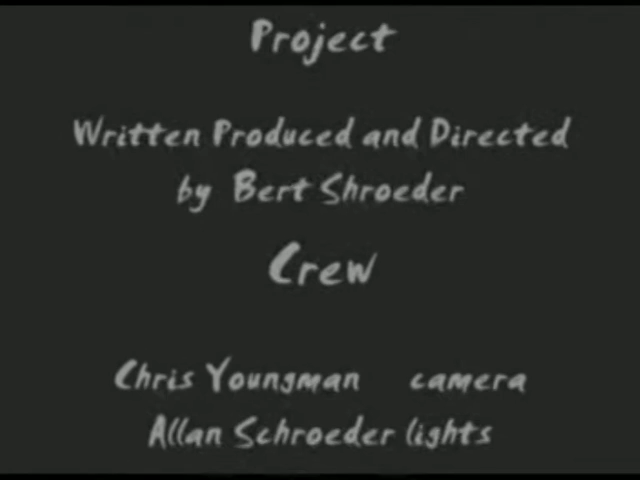 Project
Written Produced and Directed
by Bert Shroeder
Crew
Chris Youngman camera
Allan Schroeder lights